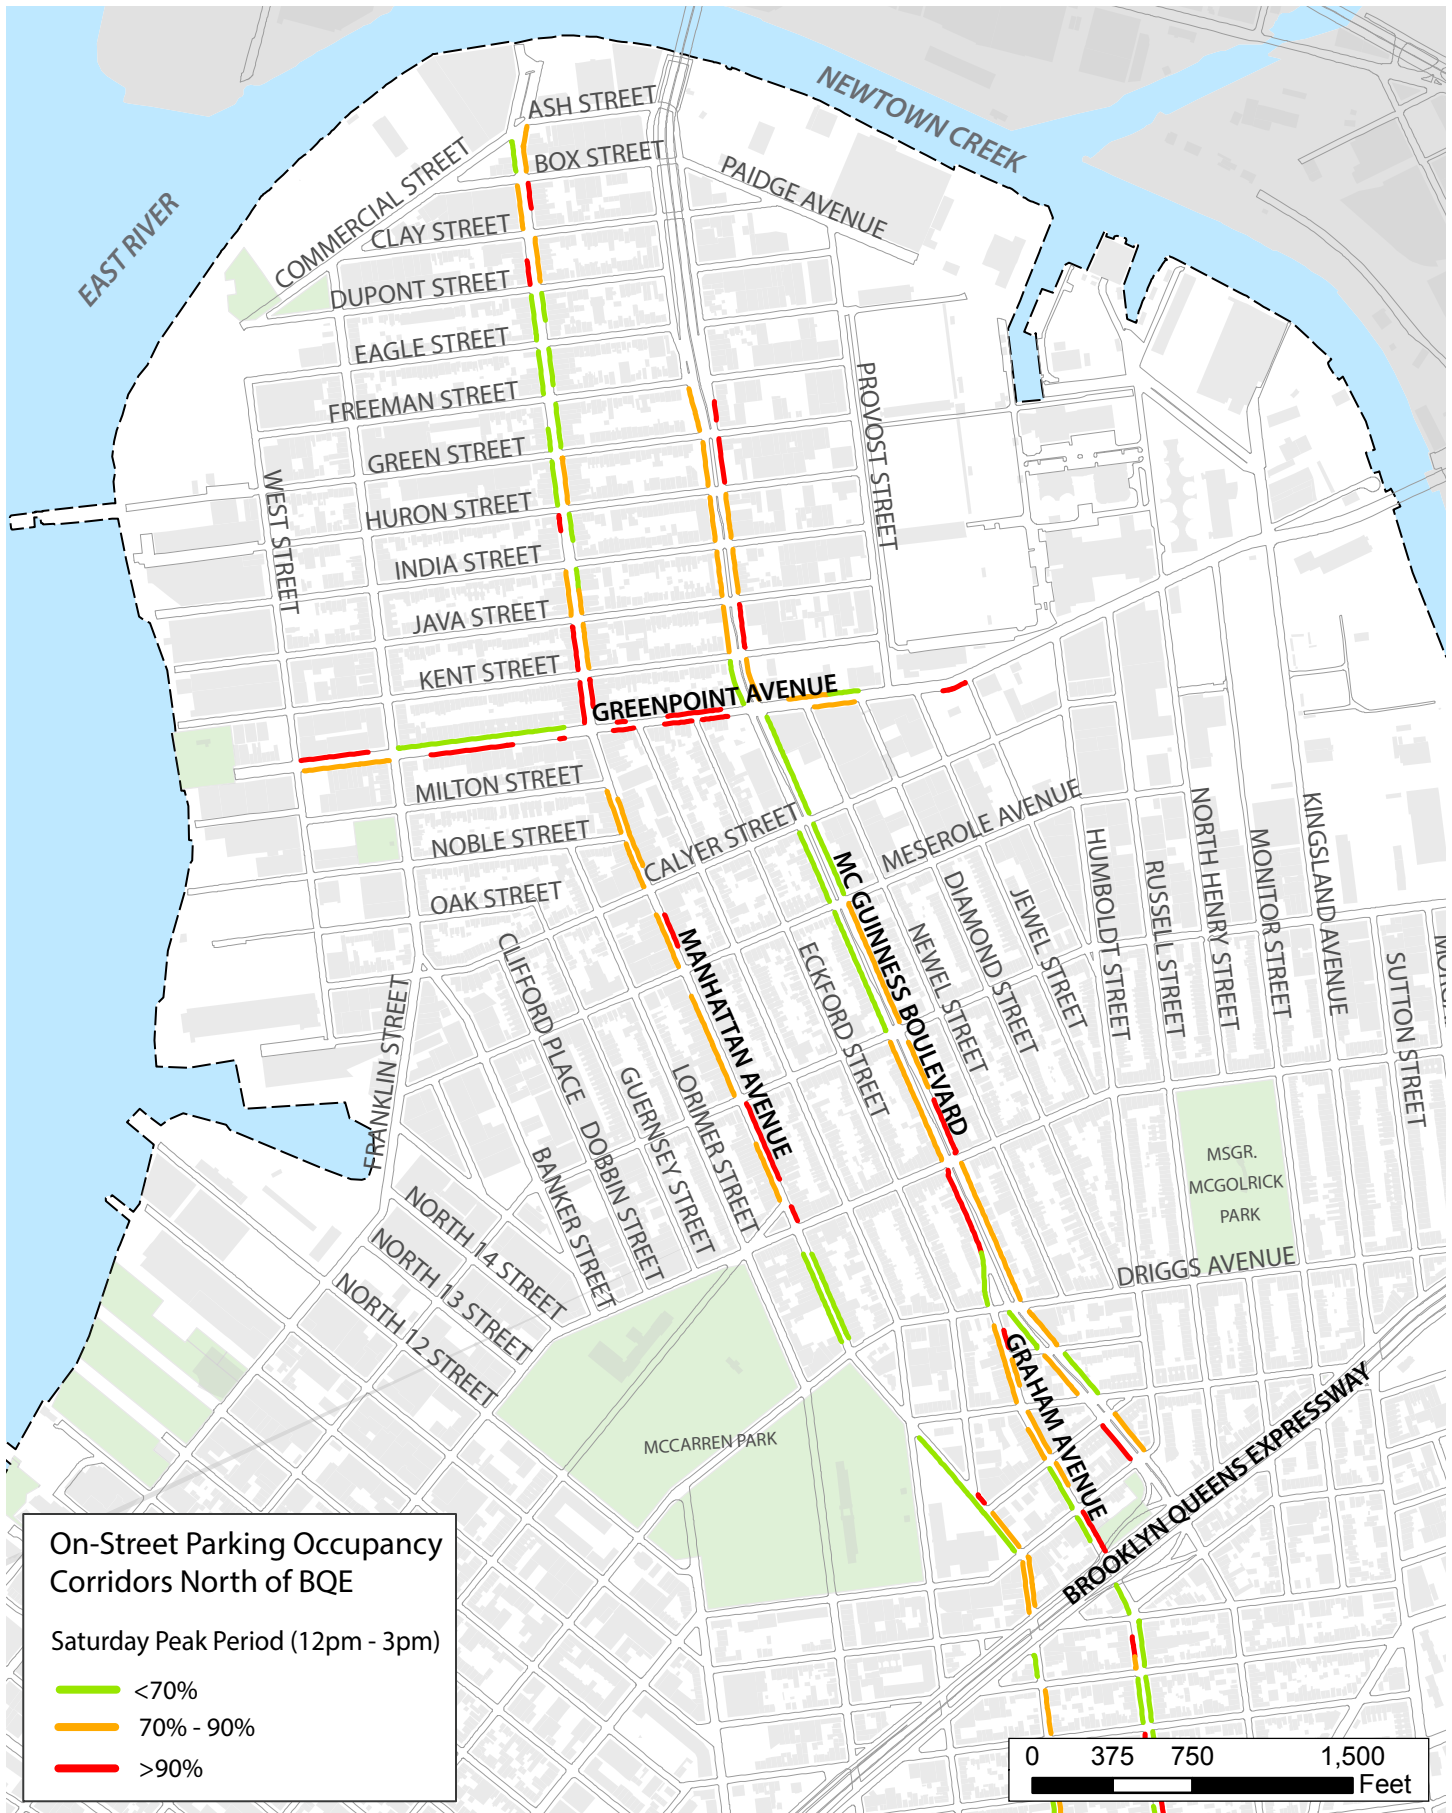 NEWTOWN CREEK
EAST RIVER
ASH STREET
BOX STREET
COMMERCIAL STREET
PAIDGE AVENUE
CLAY STREET
DUPONT STREET
EAGLE STREET
FREEMAN STREET
PROVOST STREET
GREEN STREET
WEST STREET
HURON STREET
INDIA STREET
JAVA STREET
KENT STREET
GREENPOINT AVENUE
MILTON STREET
NOBLE STREET
CALYER STREET
MESEROLE AVENUE
OAK STREET
MC GUINNESS BOULEVARD
MANHATTAN AVENUE
CLIFFORD PLACE
ECKFORD STREET
NEWEL STREET
DIAMOND STREET
JEWEL STREET
HUMBOLDT STREET
RUSSELL STREET
NORTH HENRY STREET
MONITOR STREET
KINGSLAND AVENUE
SUTTON STREET
FRANKLIN STREET
LORIMER STREET
GUERNSEY STREET
DOBBIN STREET
BANKER STREET
NORTH 14 STREET
NORTH 13 STREET
NORTH 12 STREET
MSGR.
MCGOLRICK
PARK
DRIGGS AVENUE
GRAHAM AVENUE
MCCARREN PARK
BROOKLYN QUEENS EXPRESSWAY
On-Street Parking Occupancy
Corridors North of BQE
Saturday Peak Period (12pm - 3pm)
<70%
70% - 90%
>90%
0 375 750 1,500
Feet